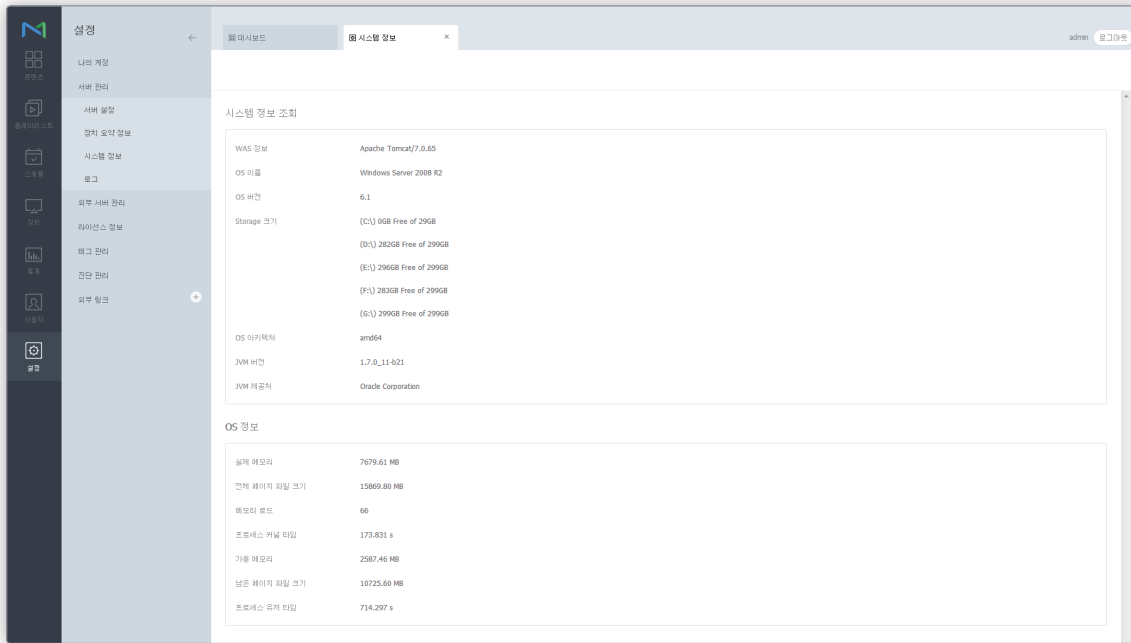 설정
대시보드
시스템 정보
×
admin
로그아웃
콘텐츠
플레이리스트
스케줄
장치
통계
사용자
설정
나의 계정
서버 관리
서버 설정
장치 요약 정보
시스템 정보
로그
외부 서버 관리
라이선스 정보
태그 관리
진단 관리
외부 링크
시스템 정보 조회
WAS 정보 Apache Tomcat/7.0.65
OS 이름 Windows Server 2008 R2
OS 버전 6.1
Storage 크기 (C:\) 0GB Free of 29GB
(D:\) 282GB Free of 299GB
(E:\) 296GB Free of 299GB
(F:\) 283GB Free of 299GB
(G:\) 299GB Free of 299GB
OS 아키텍처 amd64
JVM 버전 1.7.0_11-b21
JVM 제공처 Oracle Corporation
OS 정보
실제 메모리 7679.61 MB
전체 페이지 파일 크기 15869.80 MB
메모리 로드 66
프로세스 커널 타임 173.831 s
가용 메모리 2587.46 MB
남은 페이지 파일 크기 10725.60 MB
프로세스 유저 타임 714.297 s